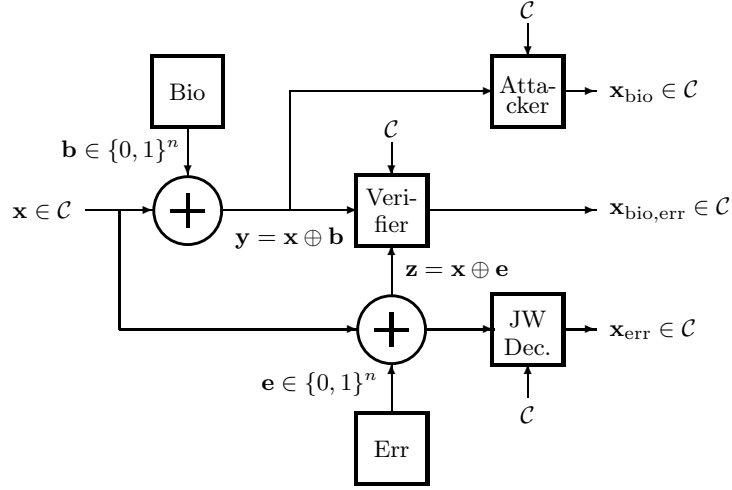 𝒞
Bio
Atta-
cker
𝐱_bio ∈ 𝒞
𝐛 ∈ {0, 1}ⁿ
𝒞
𝐱 ∈ 𝒞
+
Veri-
fier
𝐱_bio,err ∈ 𝒞
𝐲 = 𝐱 ⊕ 𝐛
𝐳 = 𝐱 ⊕ 𝐞
+
JW
Dec.
𝐱_err ∈ 𝒞
𝐞 ∈ {0, 1}ⁿ
𝒞
Err